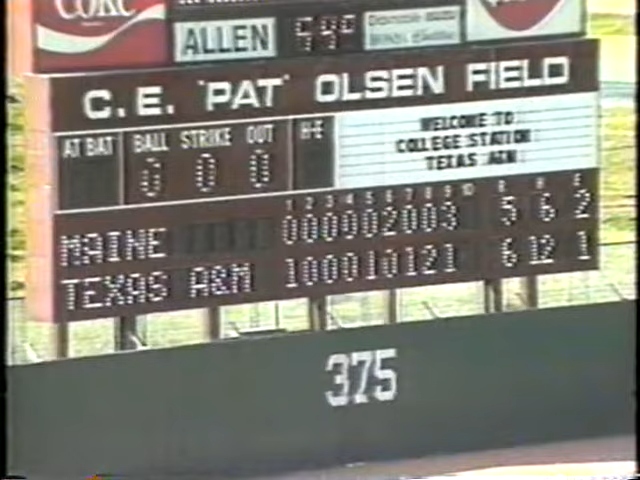 COKE
ALLEN 54°
C.E. "PAT" OLSEN FIELD
AT BAT BALL STRIKE OUT H-E
0 0 0
WELCOME TO
COLLEGE STATION
TEXAS A&M
1 2 3 4 5 6 7 8 9 10 R H E
MAINE 000002003 5 6 2
TEXAS A&M 100010121 6 12 1
375